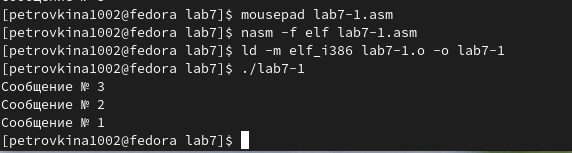 [petrovkina1002@fedora lab7]$ mousepad lab7-1.asm
[petrovkina1002@fedora lab7]$ nasm -f elf lab7-1.asm
[petrovkina1002@fedora lab7]$ ld -m elf_i386 lab7-1.o -o lab7-1
[petrovkina1002@fedora lab7]$ ./lab7-1
Сообщение № 3
Сообщение № 2
Сообщение № 1
[petrovkina1002@fedora lab7]$